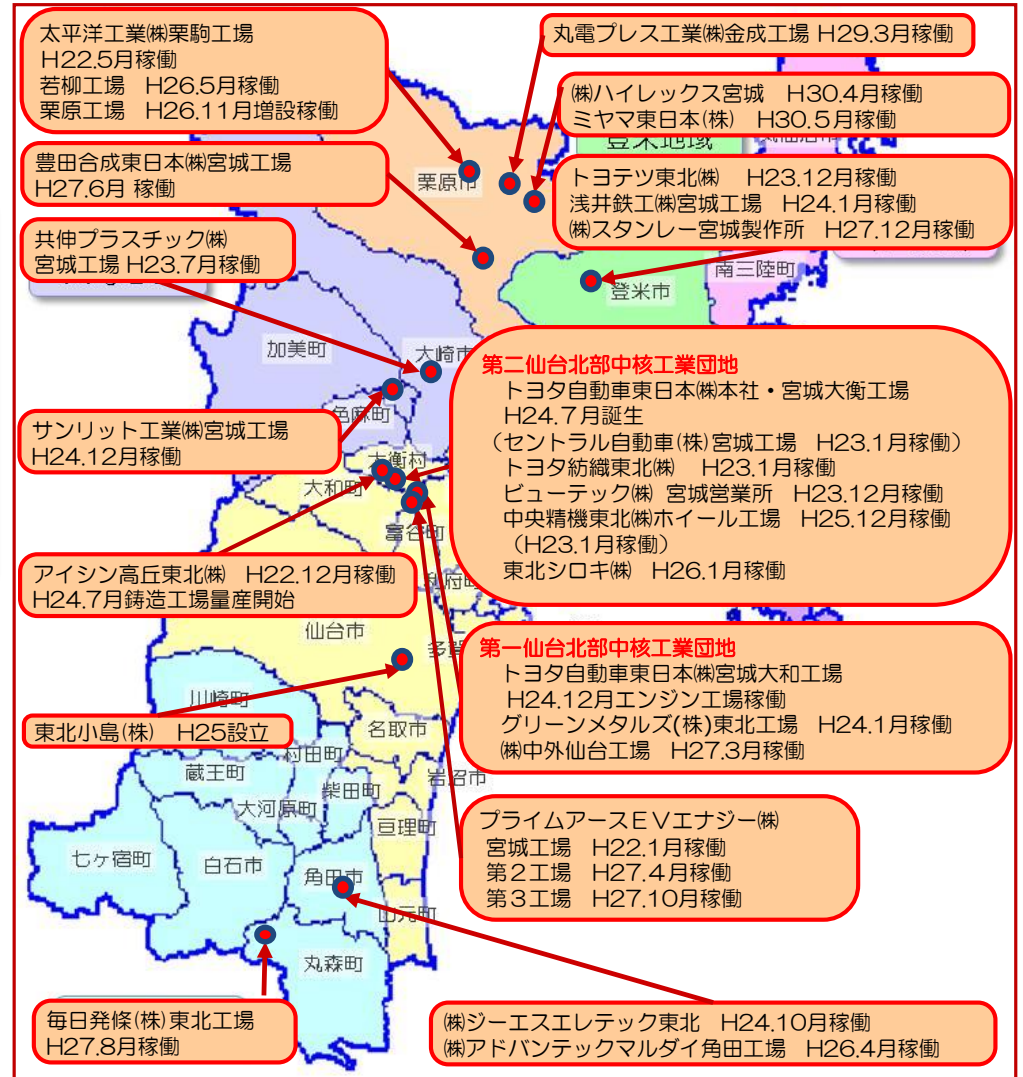 太平洋工業㈱栗駒工場
H22.5月稼働
若柳工場　H26.5月稼働
栗原工場　H26.11月増設稼働
丸電プレス工業㈱金成工場 H29.3月稼働
㈱ハイレックス宮城　H30.4月稼働
ミヤマ東日本(株)　H30.5月稼働
登米地域
豊田合成東日本㈱宮城工場
H27.6月 稼働
栗原市
トヨテツ東北㈱　H23.12月稼働
浅井鉄工㈱宮城工場　H24.1月稼働
㈱スタンレー宮城製作所　H27.12月稼働
共伸プラスチック㈱
宮城工場 H23.7月稼働
南三陸町
登米市
加美町
大崎市
色麻町
第二仙台北部中核工業団地
トヨタ自動車東日本㈱本社・宮城大衡工場
H24.7月誕生
（セントラル自動車(株)宮城工場　H23.1月稼働）
トヨタ紡織東北㈱　H23.1月稼働
ビューテック㈱ 宮城営業所　H23.12月稼働
中央精機東北㈱ホイール工場　H25.12月稼働
（H23.1月稼働）
東北シロキ㈱　H26.1月稼働
サンリット工業㈱宮城工場
H24.12月稼働
大衡村
大和町
富谷町
アイシン高丘東北㈱　H22.12月稼働
H24.7月鋳造工場量産開始
利府町
仙台市
第一仙台北部中核工業団地
トヨタ自動車東日本㈱宮城大和工場
H24.12月エンジン工場稼働
グリーンメタルズ(株)東北工場　H24.1月稼働
㈱中外仙台工場　H27.3月稼働
川崎町
東北小島(株)　H25設立
名取市
村田町
蔵王町
柴田町
岩沼市
大河原町
亘理町
プライムアースＥＶエナジー㈱
宮城工場　H22.1月稼働
第２工場　H27.4月稼働
第３工場　H27.10月稼働
七ヶ宿町
白石市
角田市
山元町
丸森町
毎日発條(株)東北工場
H27.8月稼働
㈱ジーエスエレテック東北　H24.10月稼働
㈱アドバンテックマルダイ角田工場　H26.4月稼働